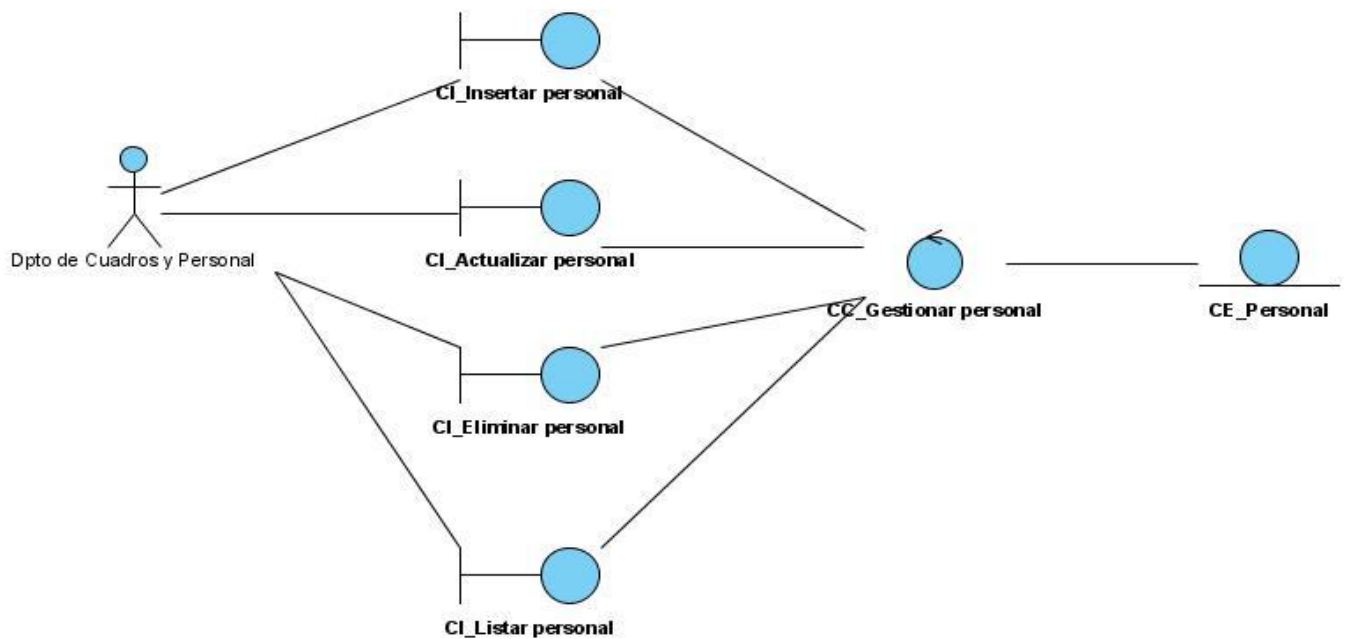 CI_Insertar personal
Dpto de Cuadros y Personal
CI_Actualizar personal
CC_Gestionar personal
CE_Personal
CI_Eliminar personal
CI_Listar personal